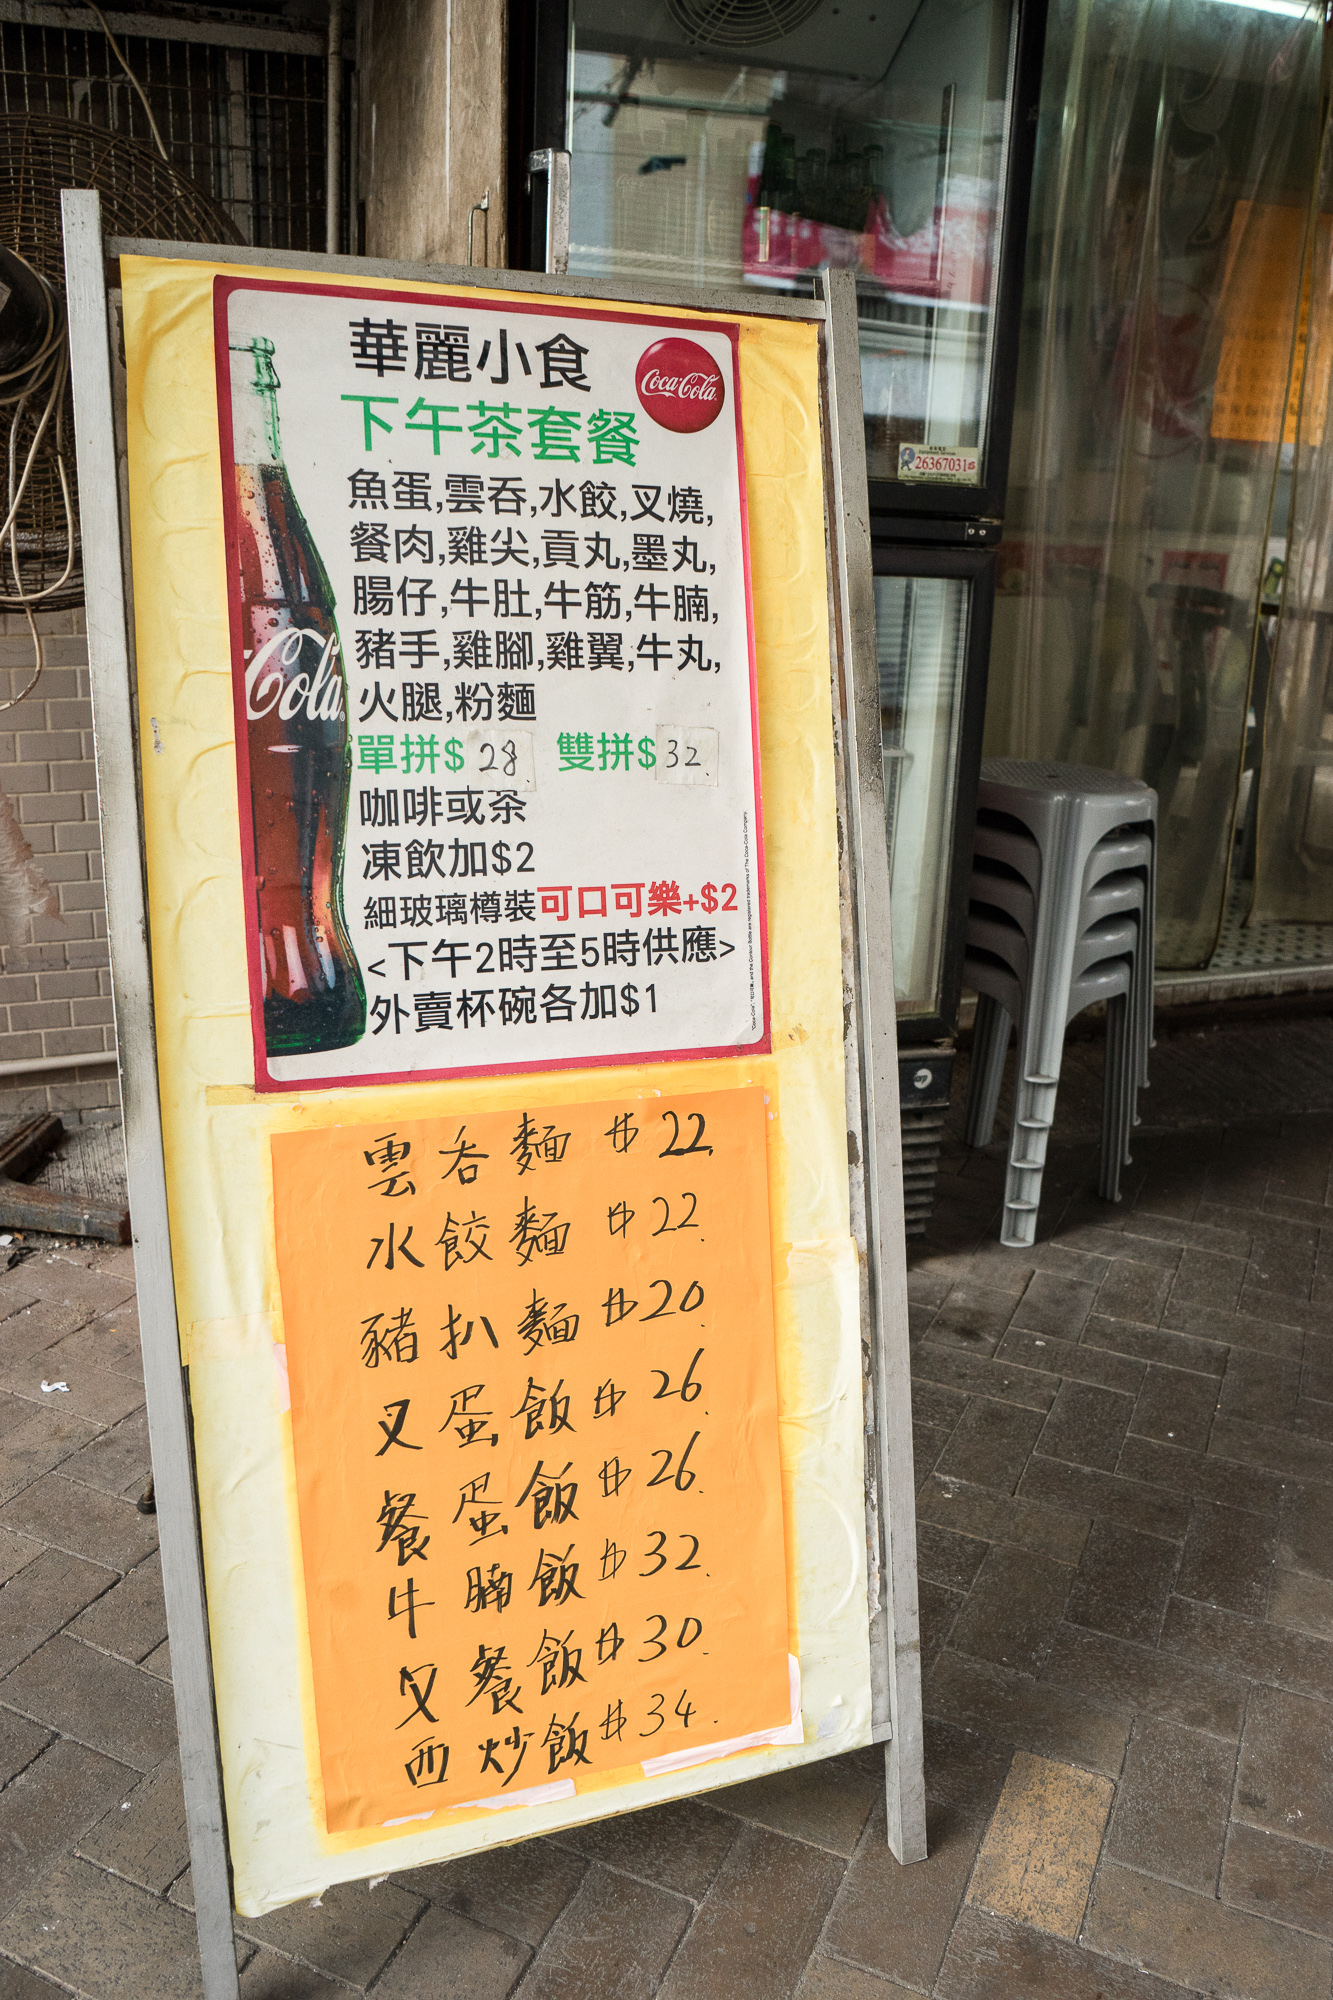 華麗小食
Coca-Cola
下午茶套餐
魚蛋,雲吞,水餃,叉燒,
餐肉,雞尖,貢丸,墨丸,
腸仔,牛肚,牛筋,牛腩,
豬手,雞腳,雞翼,牛丸,
火腿,粉麵
單拼$ 28. 雙拼$ 32.
咖啡或茶
凍飲加$2
細玻璃樽裝可口可樂+$2
<下午2時至5時供應>
外賣杯碗各加$1
Cola
雲吞麵 $22.
水餃麵 $22.
豬扒麵 $20.
叉蛋飯 $26.
餐蛋飯 $26.
牛腩飯 $32.
叉餐飯 $30.
西炒飯 $34.
26367031